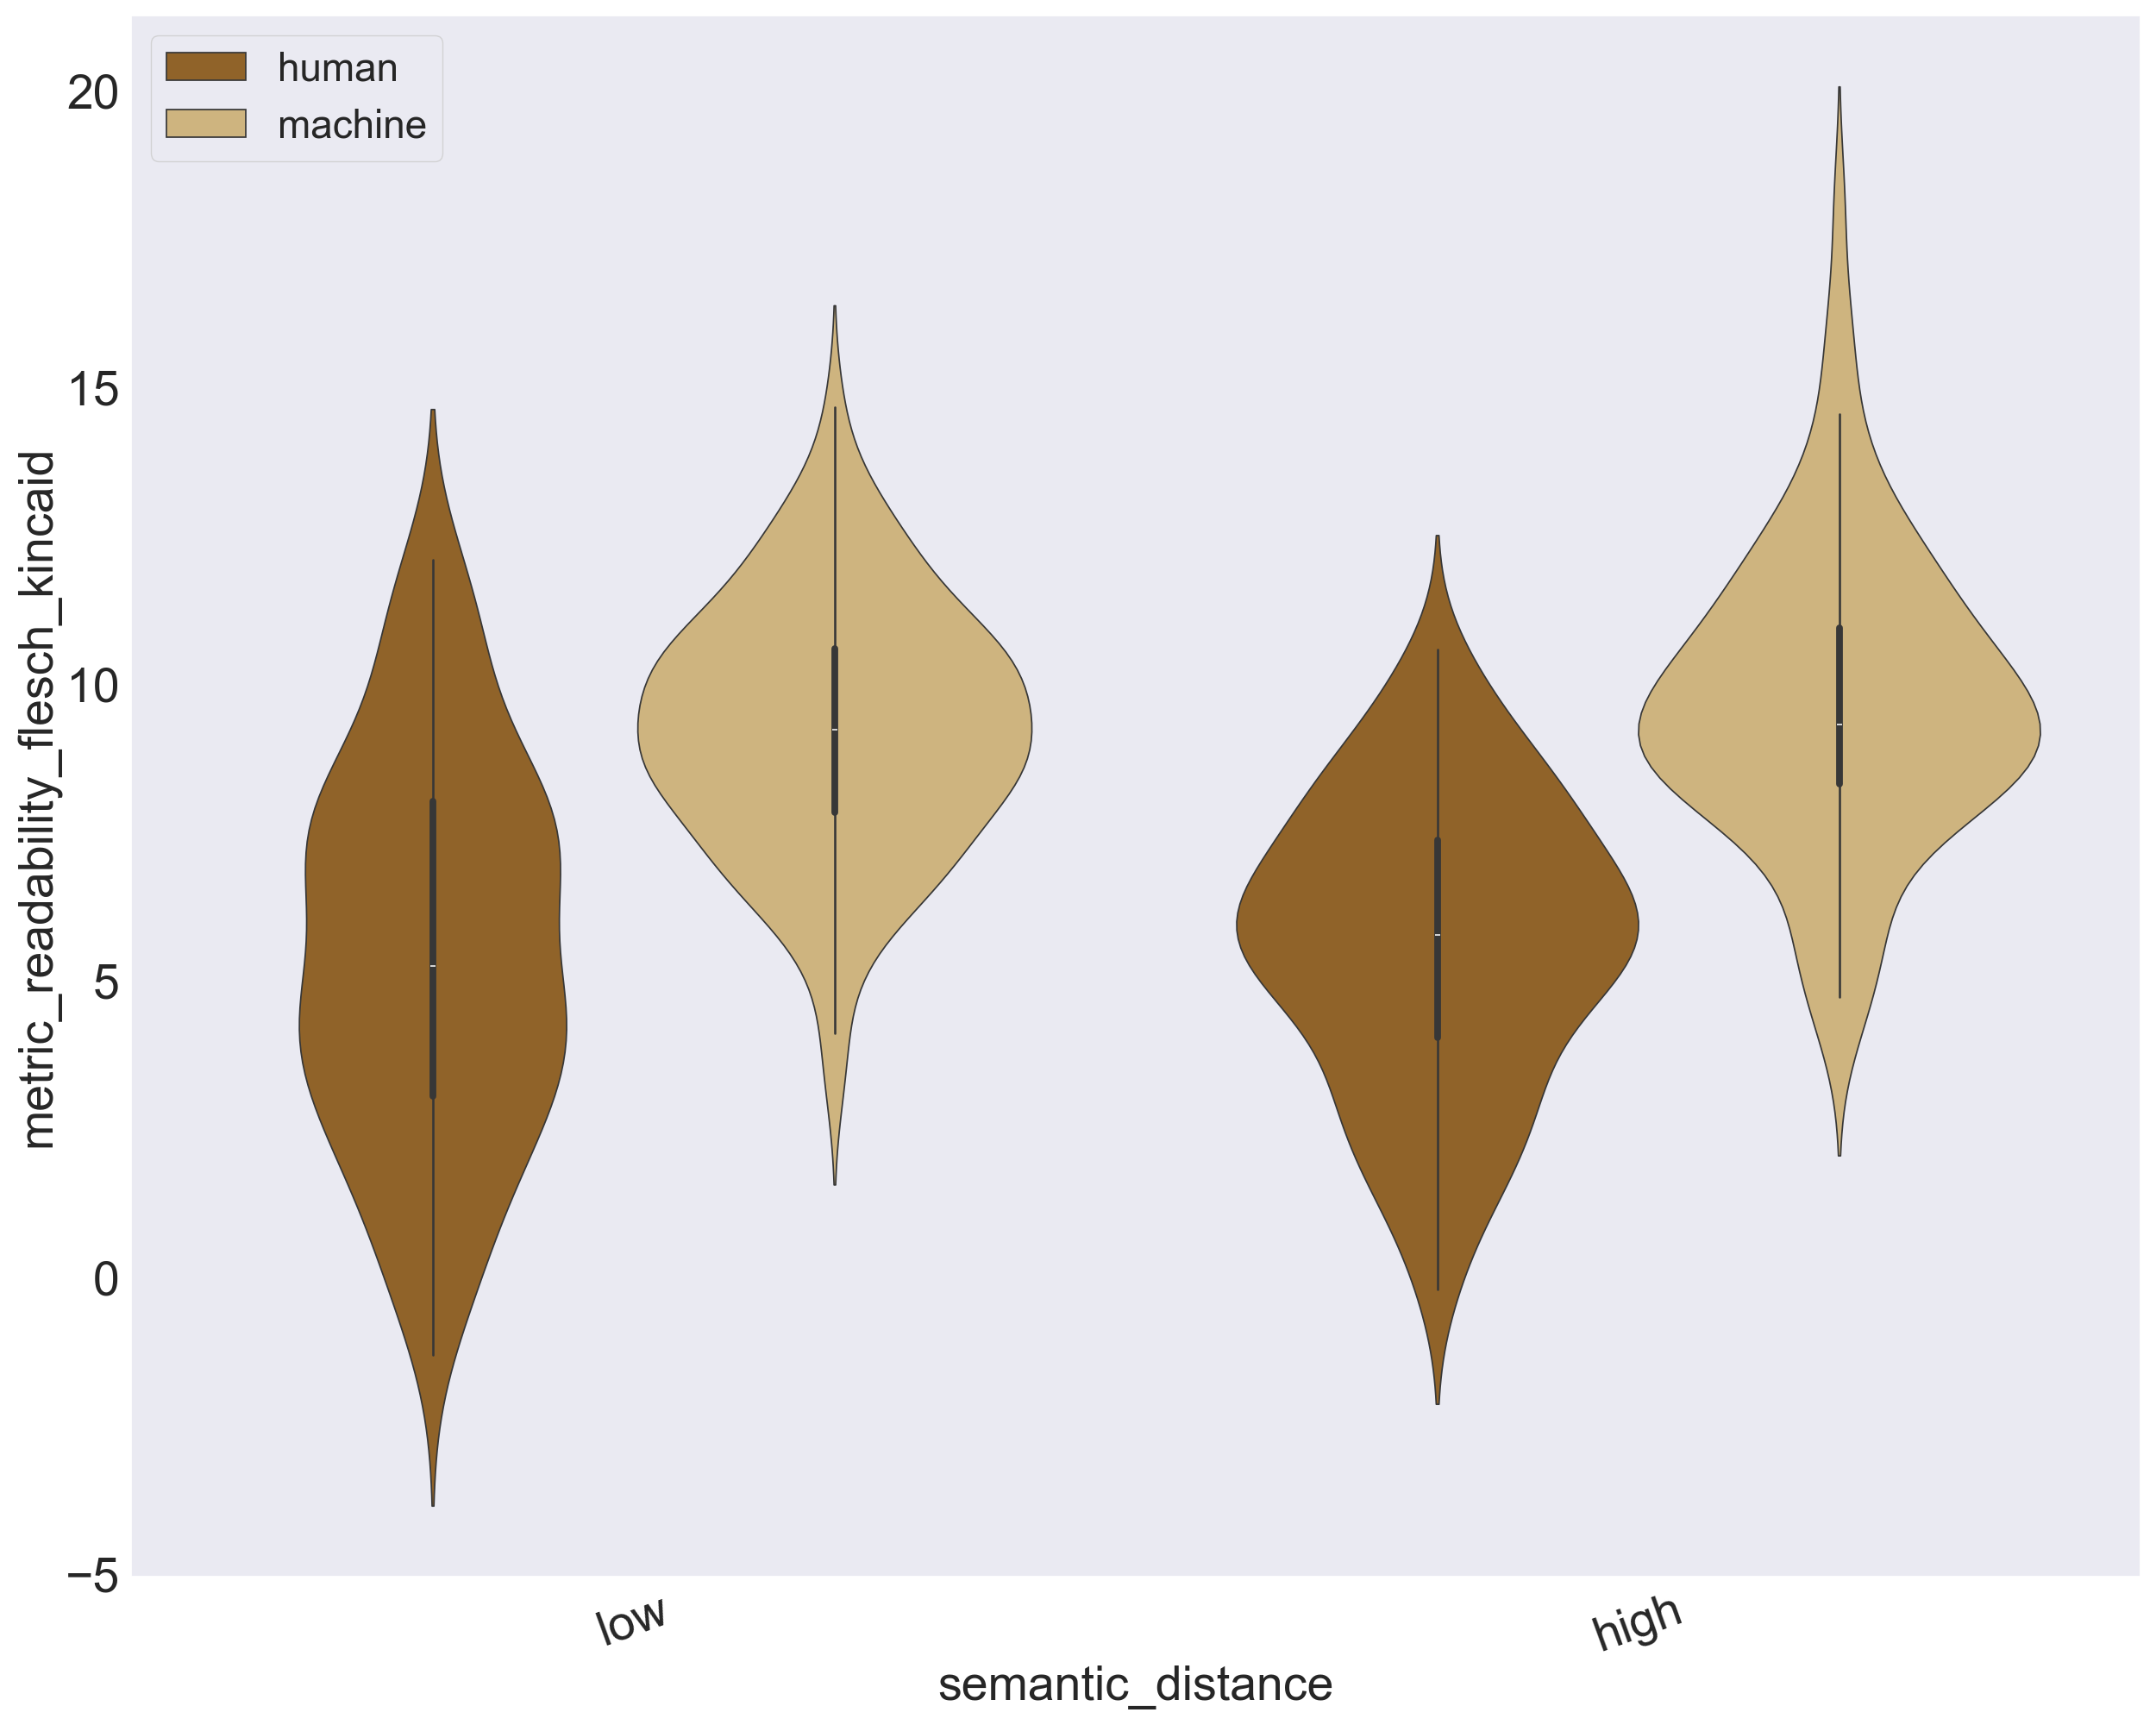 human
machine
20
15
10
5
0
−5
metric_readability_flesch_kincaid
low
high
semantic_distance